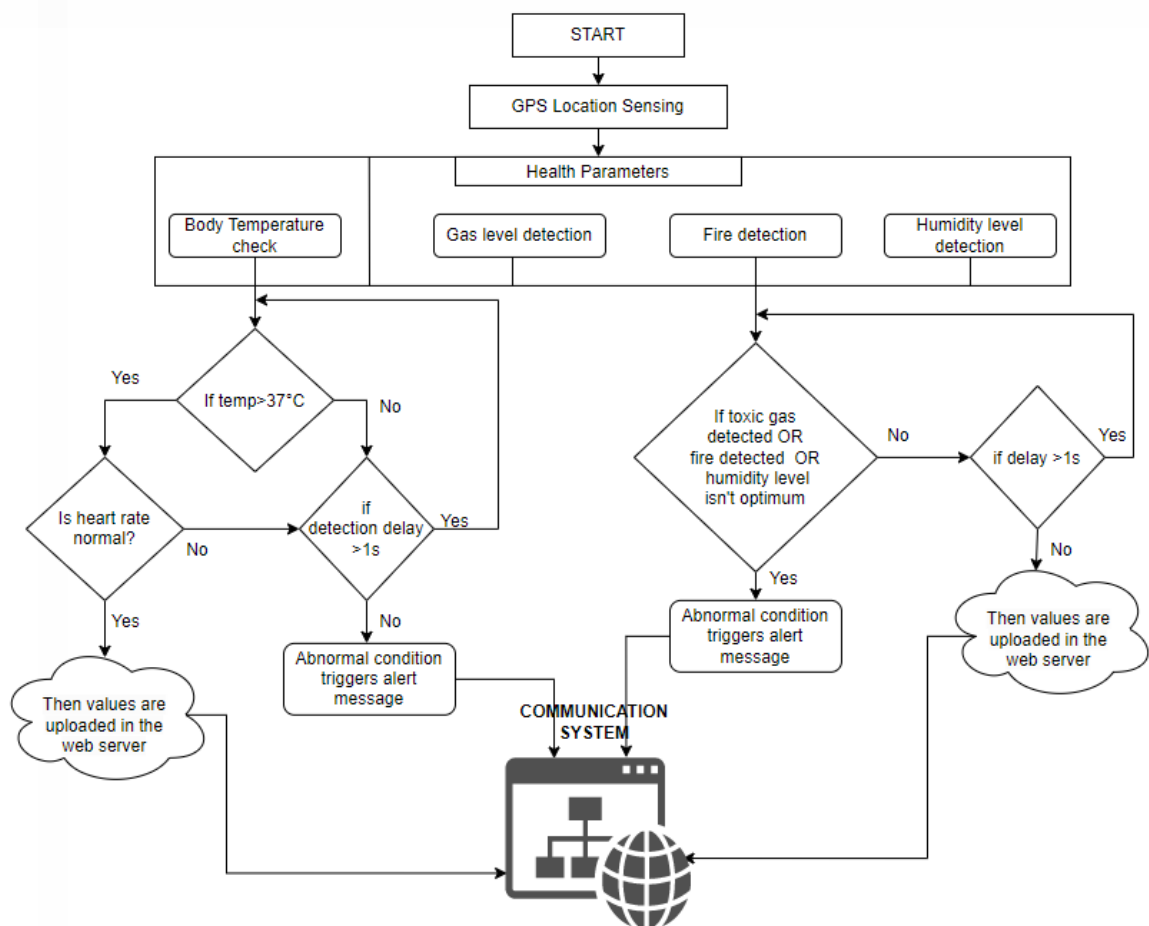 START
GPS Location Sensing
Health Parameters
Body Temperature
check
Gas level detection
Fire detection
Humidity level
detection
If temp>37°C
Yes
No
Is heart rate
normal?
No
Yes
if
detection delay
>1s
Yes
No
If toxic gas
detected OR
fire detected OR
humidity level
isn't optimum
No
Yes
if delay >1s
Yes
No
Then values are
uploaded in the
web server
Abnormal condition
triggers alert
message
Abnormal condition
triggers alert
message
Then values are
uploaded in the
web server
COMMUNICATION
SYSTEM